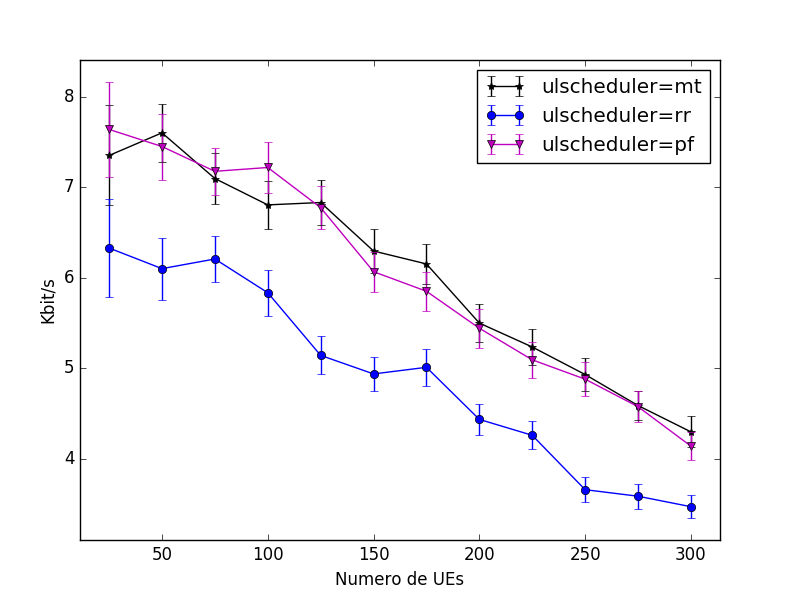 ulscheduler=mt
ulscheduler=rr
ulscheduler=pf
8
7
6
5
4
Kbit/s
50 100 150 200 250 300
Numero de UEs